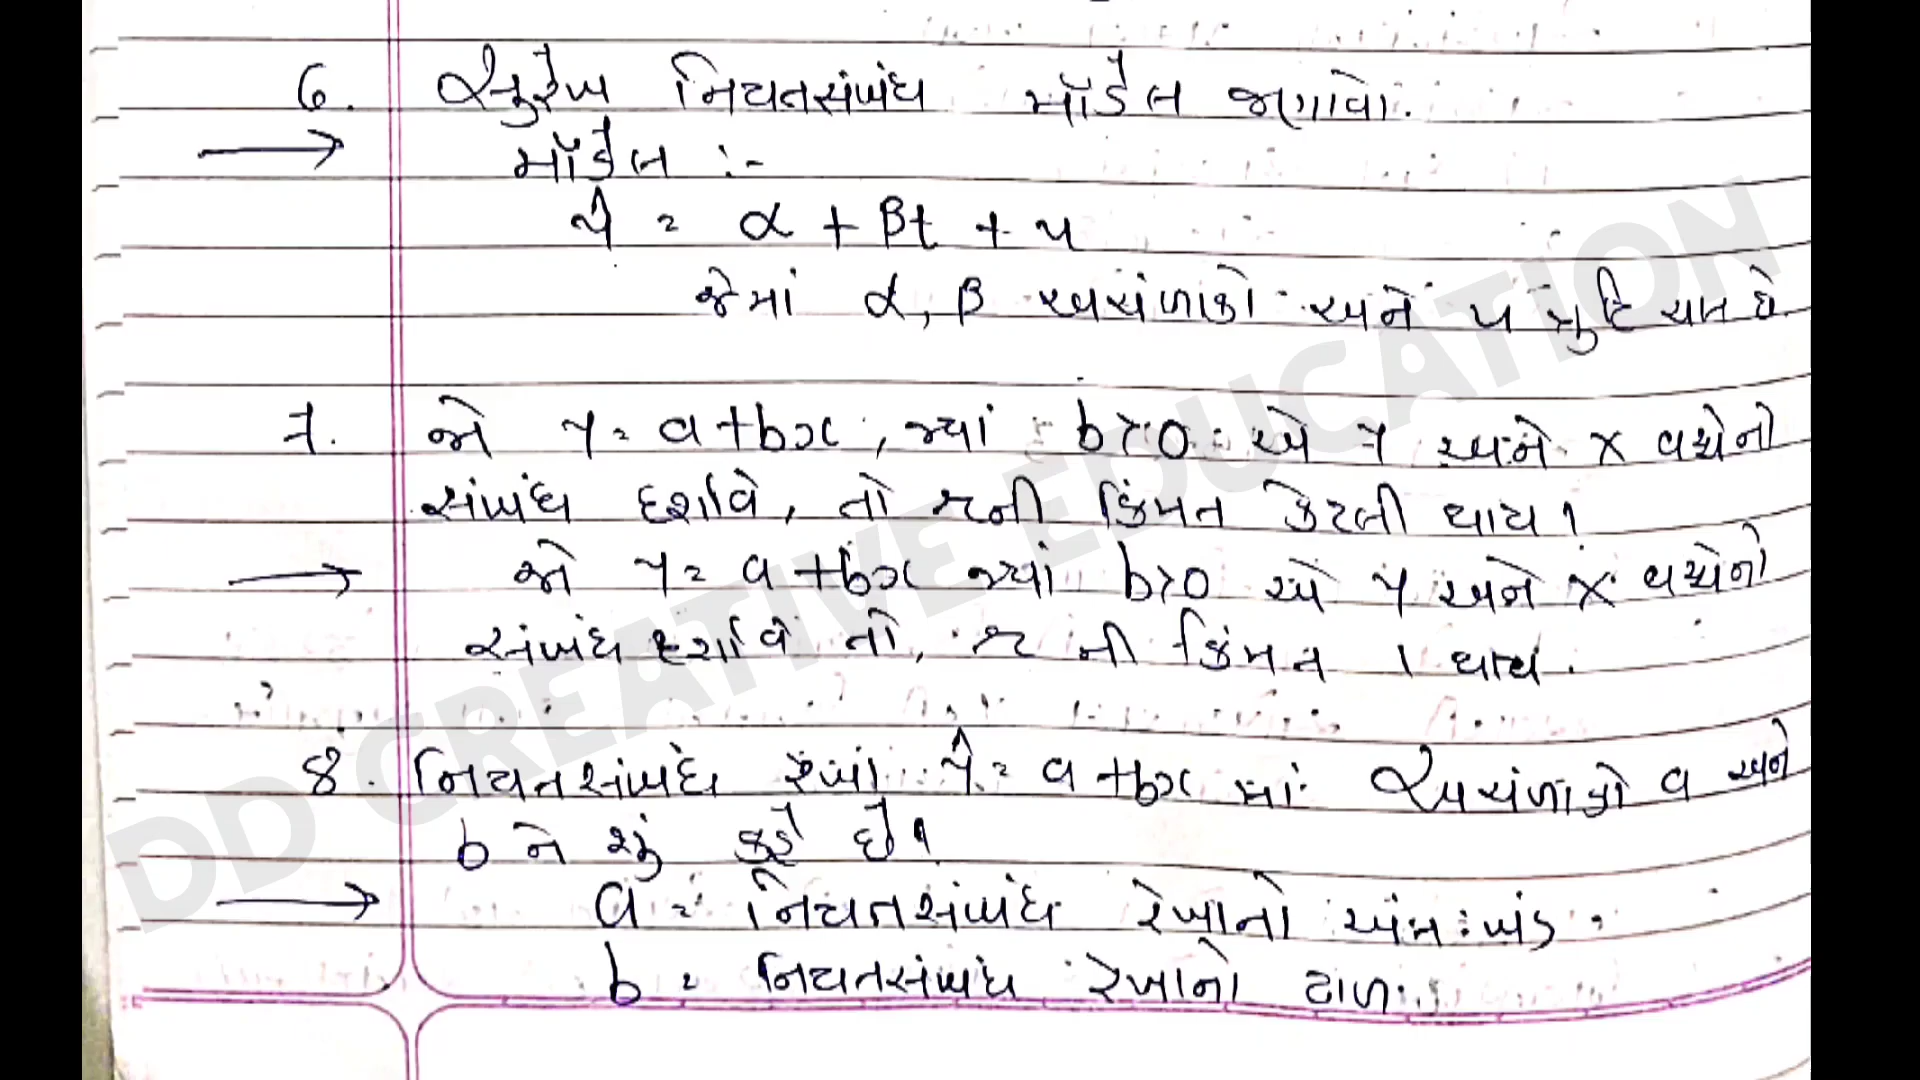 6. સુરેખ નિયતસંબંધ મૉડેલ જણાવો.
→ મૉડેલ :-
ŷ = α + βt + u
જેમાં α, β અચળાંકો અને u ત્રુટિ ચલ છે.
7. જો y = a + bx, જ્યાં b > 0 એ y અને x વચ્ચેનો
સંબંધ દર્શાવે, તો r ની કિંમત કેટલી થાય ?
→ જો y = a + bx જ્યાં b > 0 એ y અને x વચ્ચેનો
સંબંધ દર્શાવે તો, r ની કિંમત 1 થાય.
8. નિયતસંબંધ રેખા ŷ = a + bx માં અચળાંકો a અને
b ને શું કહે છે ?
→ a = નિયતસંબંધ રેખાનો અંતઃખંડ.
b = નિયતસંબંધ રેખાનો ઢાળ.
DD CREATIVE EDUCATION